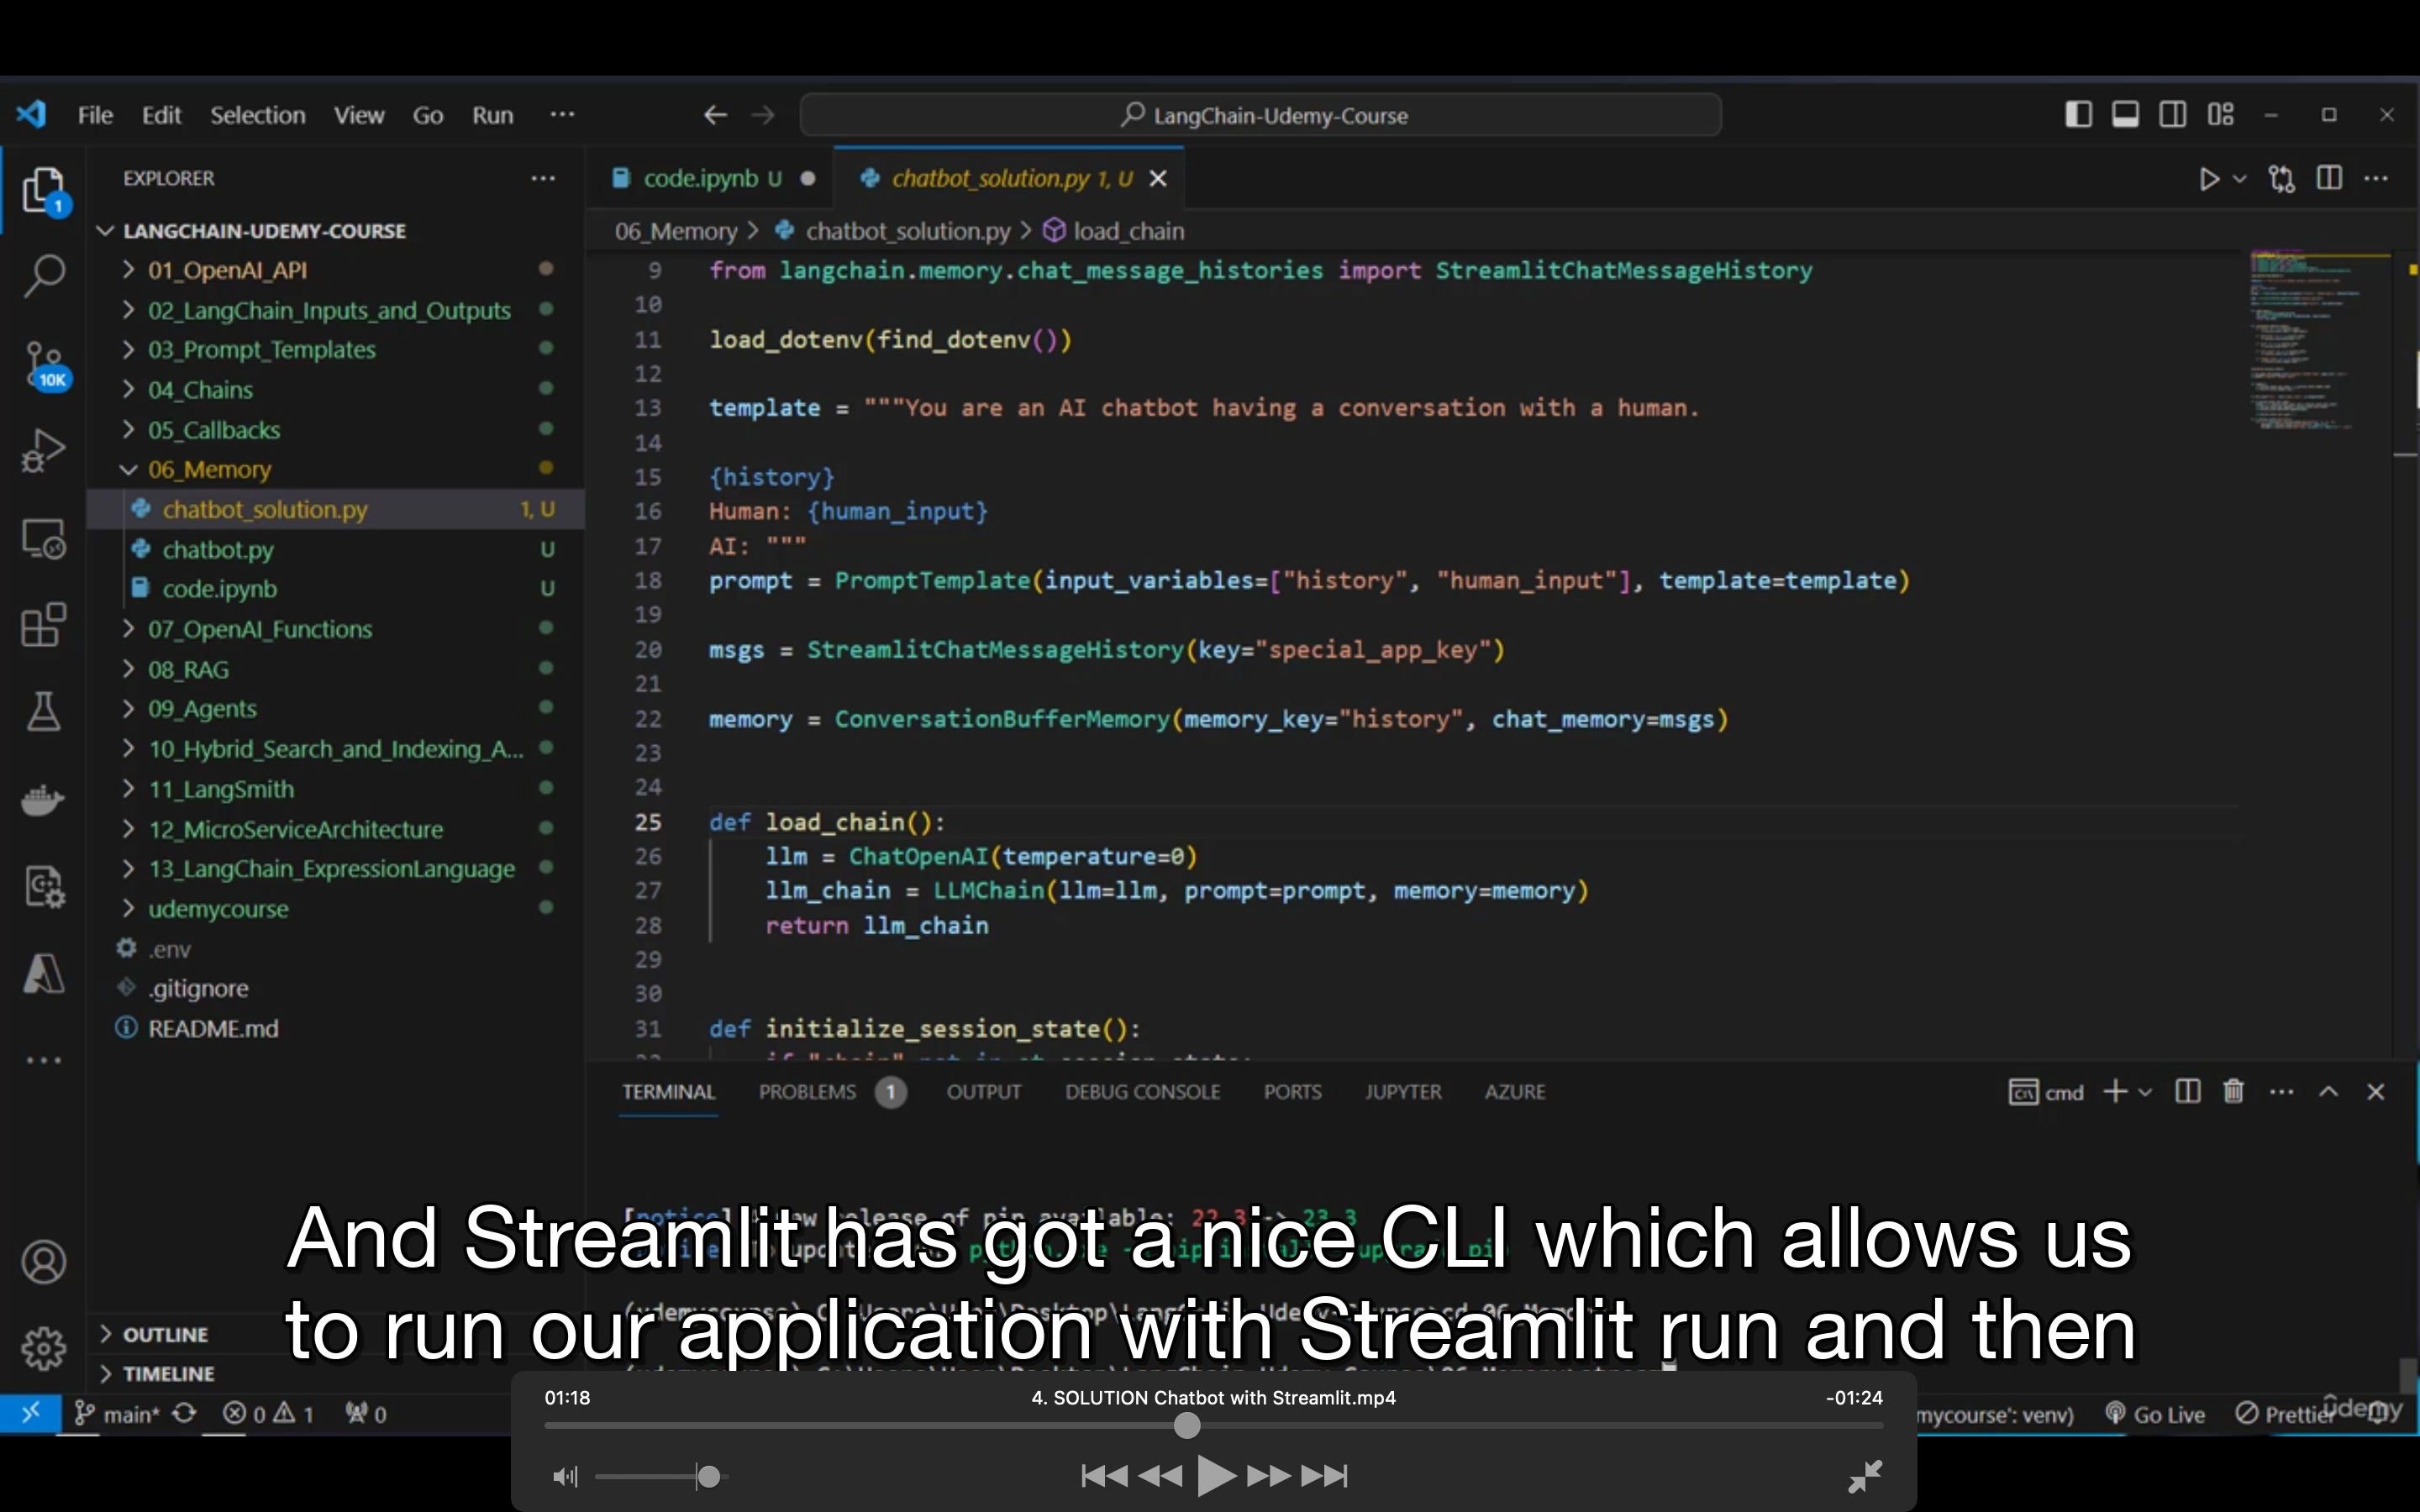 File Edit Selection View Go Run ···
LangChain-Udemy-Course
EXPLORER
LANGCHAIN-UDEMY-COURSE
01_OpenAI_API
02_LangChain_Inputs_and_Outputs
03_Prompt_Templates
04_Chains
05_Callbacks
06_Memory
chatbot_solution.py 1, U
chatbot.py U
code.ipynb U
07_OpenAI_Functions
08_RAG
09_Agents
10_Hybrid_Search_and_Indexing_A...
11_LangSmith
12_MicroServiceArchitecture
13_LangChain_ExpressionLanguage
udemycourse
.env
.gitignore
README.md
OUTLINE
TIMELINE
1
10K
code.ipynb U
chatbot_solution.py 1, U
06_Memory > chatbot_solution.py > load_chain
9 from langchain.memory.chat_message_histories import StreamlitChatMessageHistory
10
11 load_dotenv(find_dotenv())
12
13 template = """You are an AI chatbot having a conversation with a human.
14
15 {history}
16 Human: {human_input}
17 AI: """
18 prompt = PromptTemplate(input_variables=["history", "human_input"], template=template)
19
20 msgs = StreamlitChatMessageHistory(key="special_app_key")
21
22 memory = ConversationBufferMemory(memory_key="history", chat_memory=msgs)
23
24
25 def load_chain():
26 llm = ChatOpenAI(temperature=0)
27 llm_chain = LLMChain(llm=llm, prompt=prompt, memory=memory)
28 return llm_chain
29
30
31 def initialize_session_state():
TERMINAL PROBLEMS 1 OUTPUT DEBUG CONSOLE PORTS JUPYTER AZURE
cmd
And Streamlit has got a nice CLI which allows us
to run our application with Streamlit run and then
01:18
4. SOLUTION Chatbot with Streamlit.mp4
-01:24
main* 0 1 0
mycourse': venv) Go Live Prettier
ûdemy